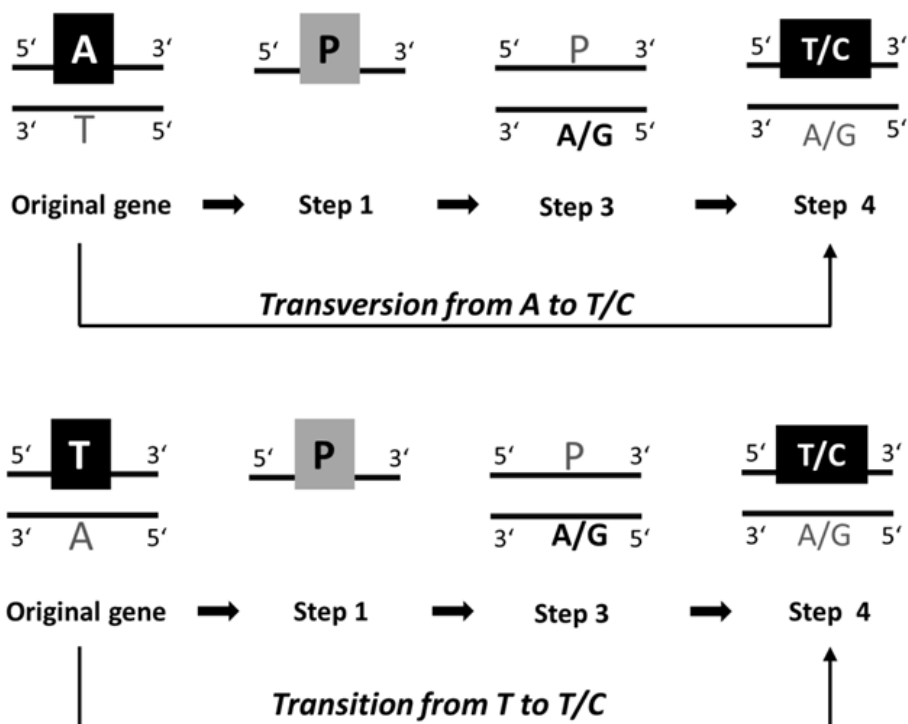 A P P T/C
5‘ 3‘ 5‘ 3‘ 5‘ 3‘ 5‘ 3‘
3‘ T 5‘ 3‘ A/G 5‘ 3‘ A/G 5‘
Original gene Step 1 Step 3 Step 4
Transversion from A to T/C
T P P T/C
5‘ 3‘ 5‘ 3‘ 5‘ 3‘ 5‘ 3‘
3‘ A 5‘ 3‘ A/G 5‘ 3‘ A/G 5‘
Original gene Step 1 Step 3 Step 4
Transition from T to T/C